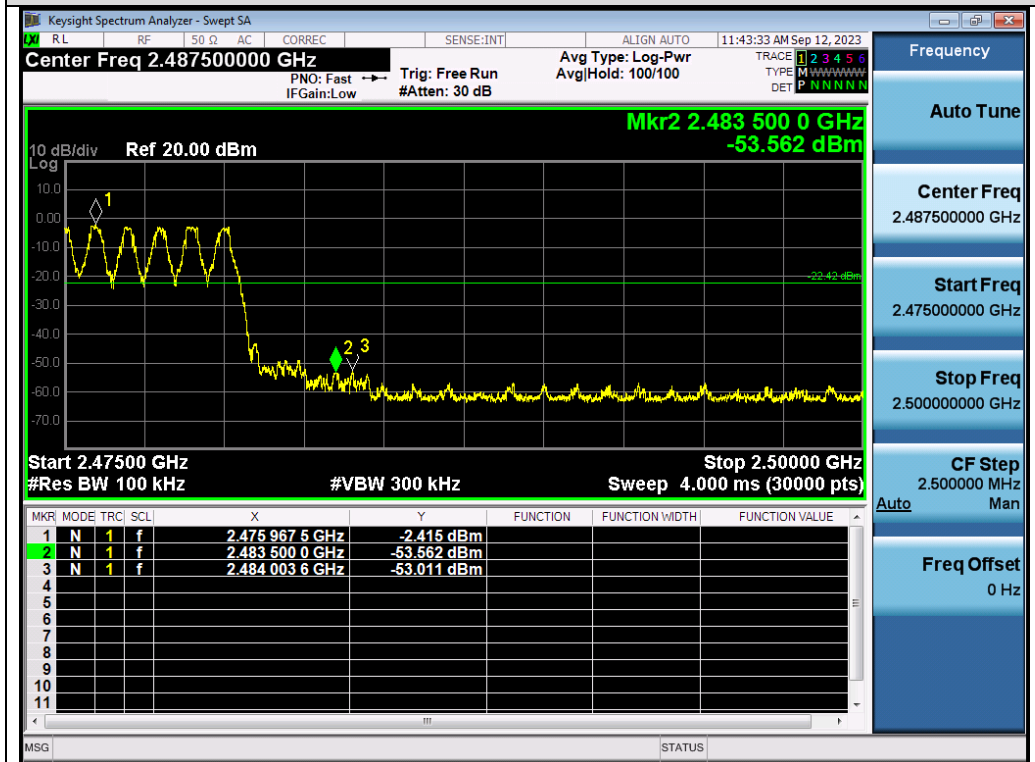 Keysight Spectrum Analyzer - Swept SA
LXI RL RF 50 Ω AC CORREC SENSE:INT ALIGN AUTO 11:43:33 AM Sep 12, 2023
Center Freq 2.487500000 GHz
PNO: Fast
IFGain:Low
Trig: Free Run
#Atten: 30 dB
Avg Type: Log-Pwr
Avg|Hold: 100/100
TRACE 1 2 3 4 5 6
TYPE M WWWWW
DET P N N N N N
Mkr2 2.483 500 0 GHz
-53.562 dBm
10 dB/div Ref 20.00 dBm
Log
10.0
0.00
-10.0
-20.0
-30.0
-40.0
-50.0
-60.0
-70.0
1
-22.42 dBm
2 3
Start 2.47500 GHz Stop 2.50000 GHz
#Res BW 100 kHz #VBW 300 kHz Sweep 4.000 ms (30000 pts)
MKR MODE TRC SCL X Y FUNCTION FUNCTION WIDTH FUNCTION VALUE
1 N 1 f 2.475 967 5 GHz -2.415 dBm
2 N 1 f 2.483 500 0 GHz -53.562 dBm
3 N 1 f 2.484 003 6 GHz -53.011 dBm
4
5
6
7
8
9
10
11
MSG STATUS
Frequency
Auto Tune
Center Freq
2.487500000 GHz
Start Freq
2.475000000 GHz
Stop Freq
2.500000000 GHz
CF Step
2.500000 MHz
Auto Man
Freq Offset
0 Hz